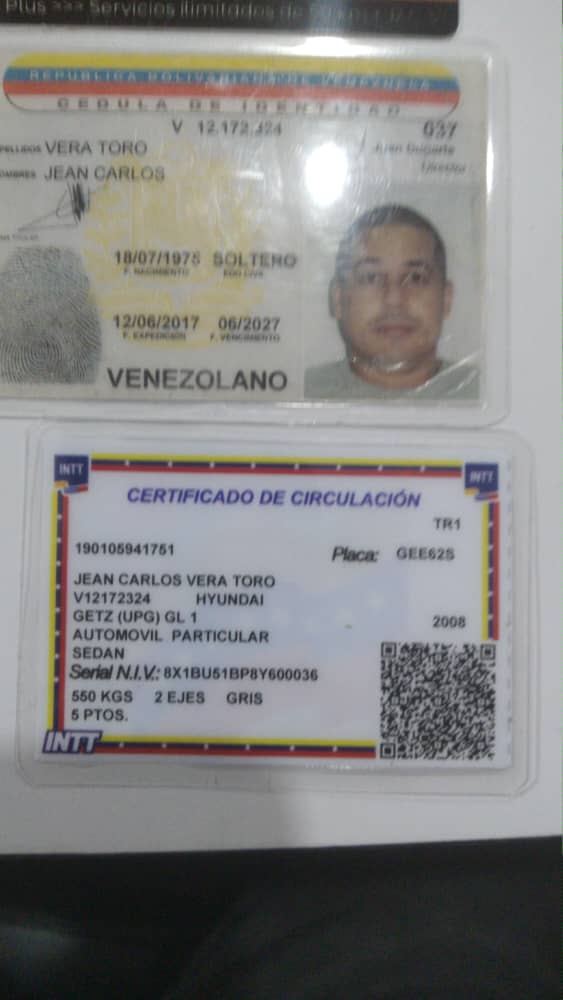 Plus >>> Servicios ilimitados de
REPUBLICA BOLIVARIANA DE VENEZUELA
CEDULA DE IDENTIDAD
V 12.172.324
037
APELLIDOS VERA TORO
Director
NOMBRES JEAN CARLOS
18/07/1975 SOLTERO
F. NACIMIENTO EDO CIVIL
12/06/2017 06/2027
F. EXPEDICION F. VENCIMIENTO
VENEZOLANO
INTT
INTT
CERTIFICADO DE CIRCULACIÓN
TR1
190105941751
Placa: GEE62S
JEAN CARLOS VERA TORO
V12172324 HYUNDAI
GETZ (UPG) GL 1
2008
AUTOMOVIL PARTICULAR
SEDAN
Serial N.I.V.: 8X1BU51BP8Y600036
550 KGS 2 EJES GRIS
5 PTOS.
INTT